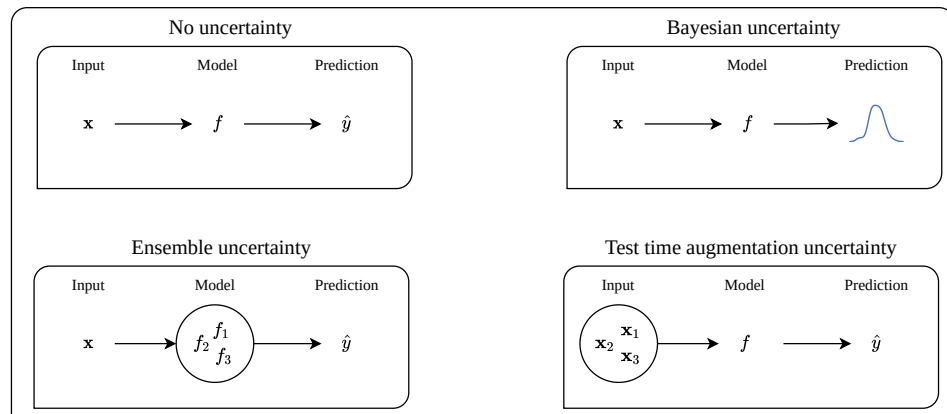 No uncertainty
Input Model Prediction
x f ŷ
Bayesian uncertainty
Input Model Prediction
x f
Ensemble uncertainty
Input Model Prediction
x f₁ f₂ f₃ ŷ
Test time augmentation uncertainty
Input Model Prediction
x₁ x₂ x₃ f ŷ